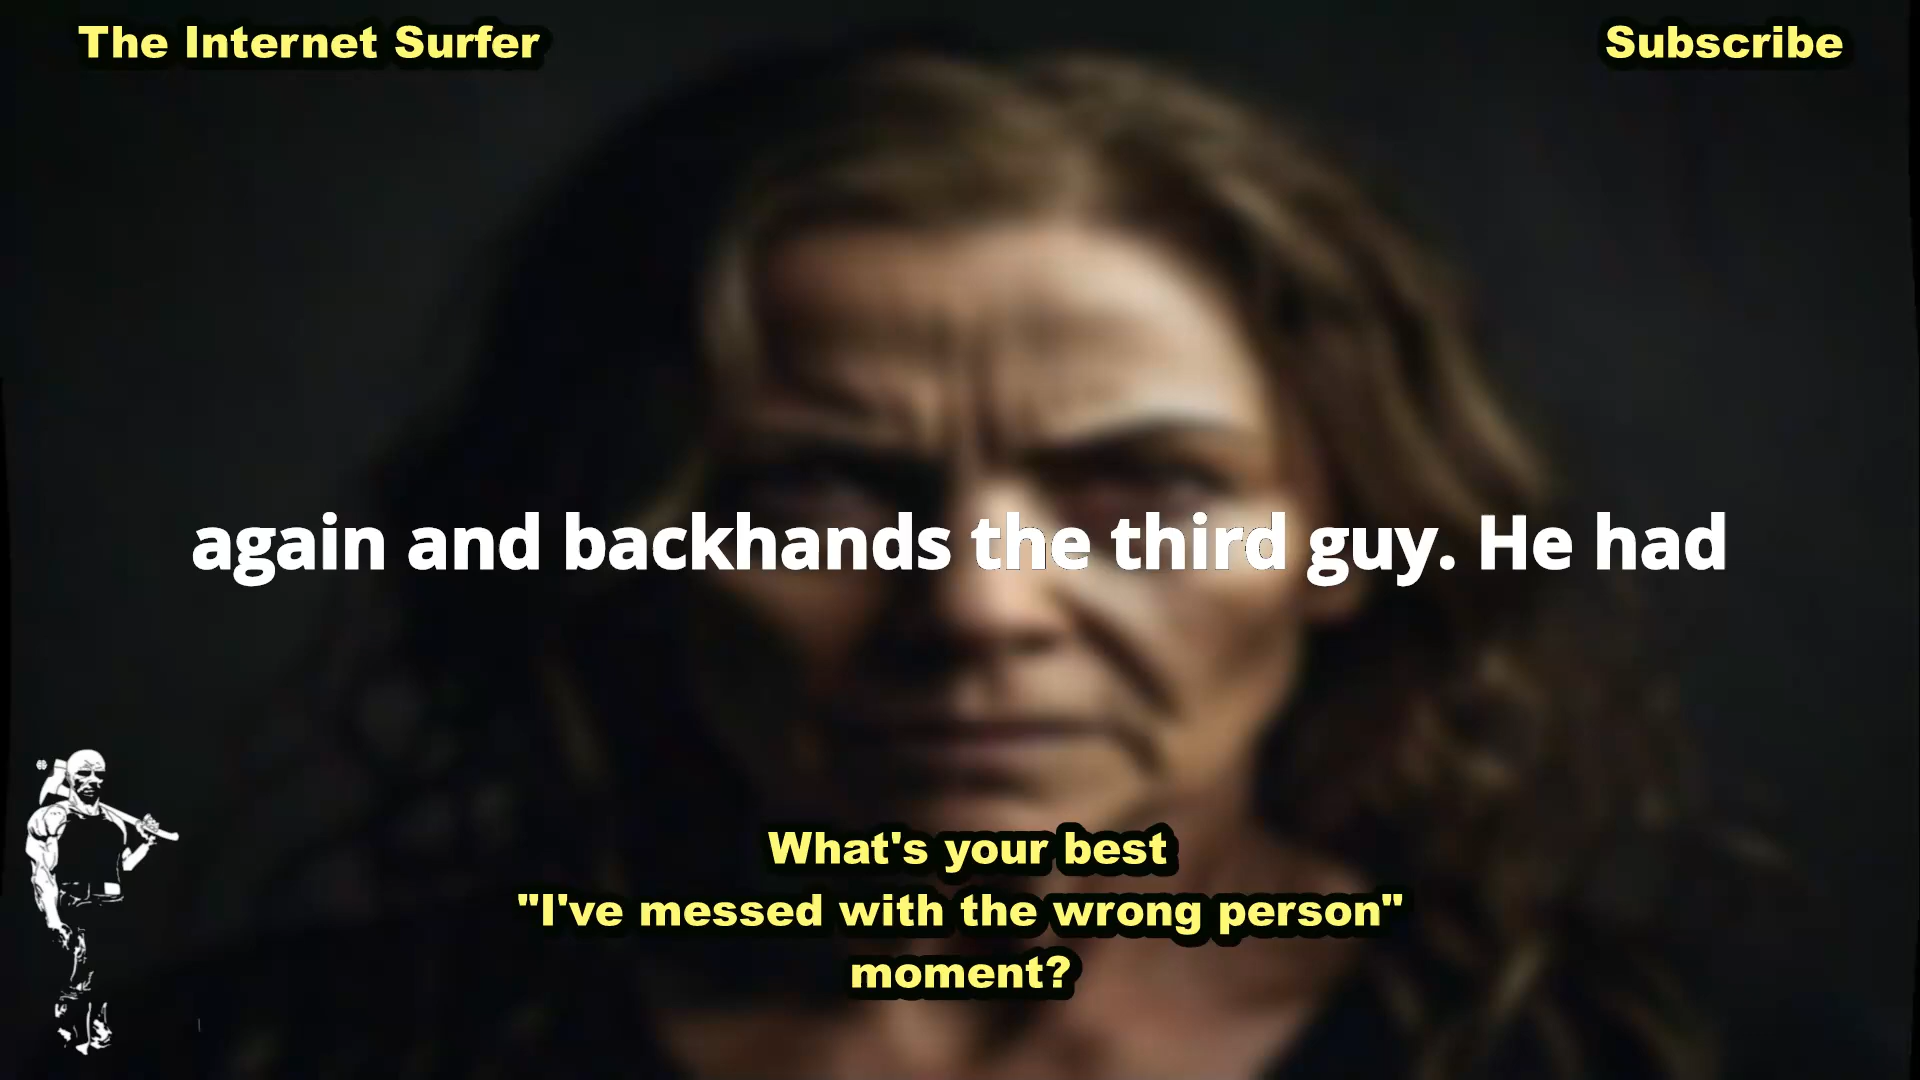 The Internet Surfer
Subscribe
again and backhands the third guy. He had
What's your best
"I've messed with the wrong person"
moment?